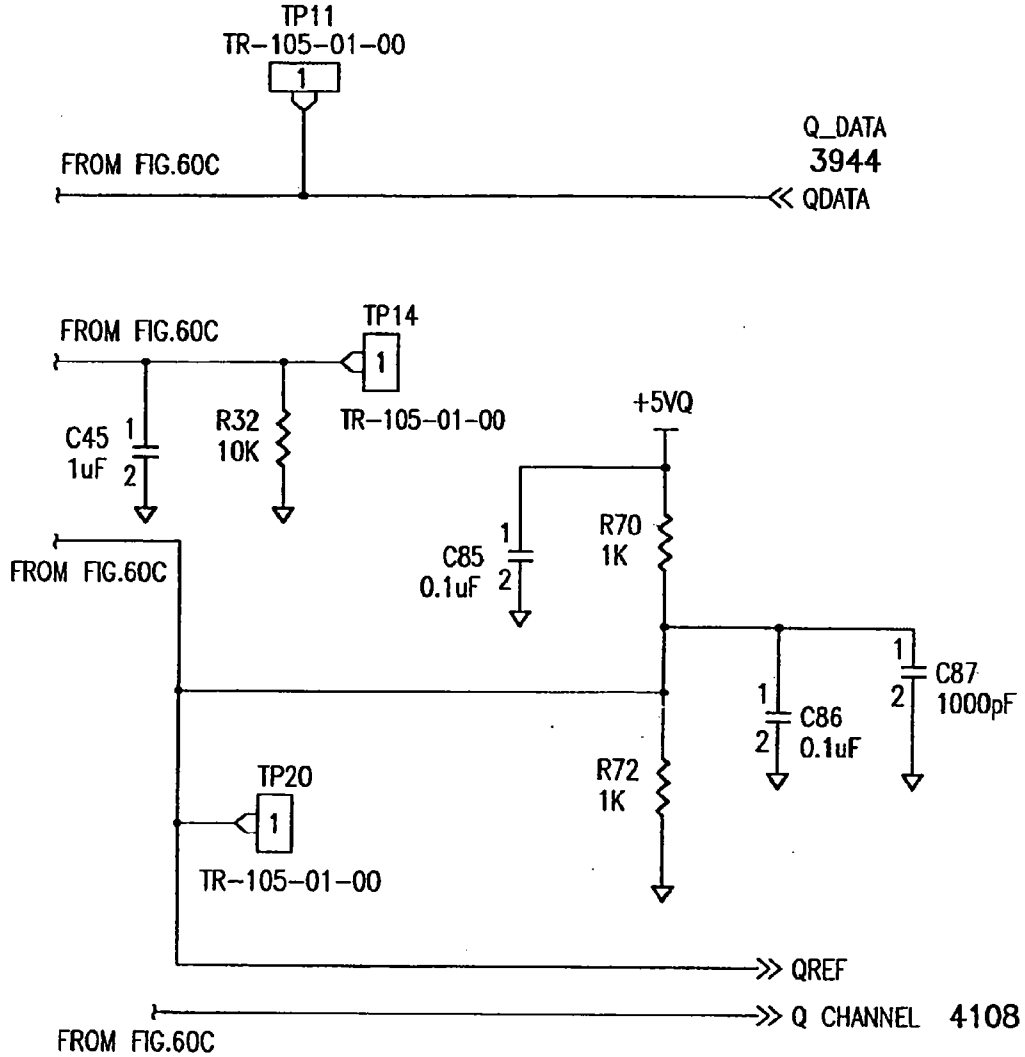 TP11
TR-105-01-00
1
Q_DATA
3944
FROM FIG.60C
QDATA
FROM FIG.60C
TP14
1
TR-105-01-00
C45
1uF
1
2
R32
10K
+5VQ
FROM FIG.60C
C85
0.1uF
1
2
R70
1K
1
2
C87
1000pF
1
2
C86
0.1uF
R72
1K
TP20
1
TR-105-01-00
QREF
Q CHANNEL 4108
FROM FIG.60C